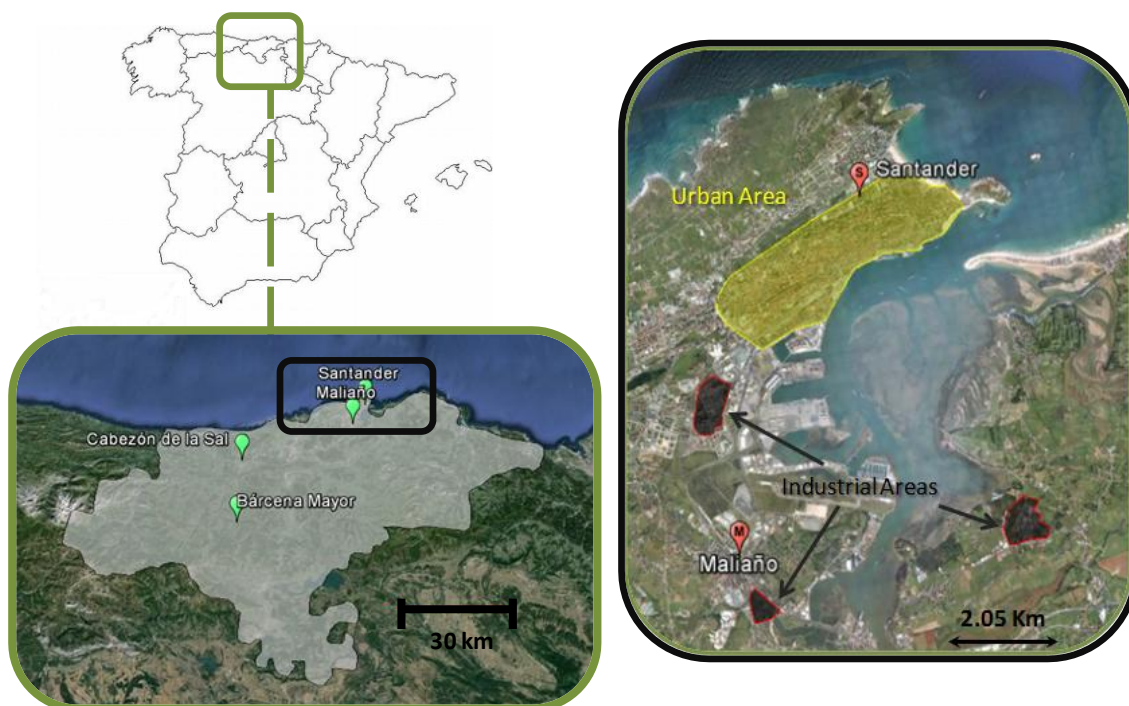 Santander
Maliaño
Cabezón de la Sal
Bárcena Mayor
30 km
S
Santander
Urban Area
Industrial Areas
M
Maliaño
2.05 Km